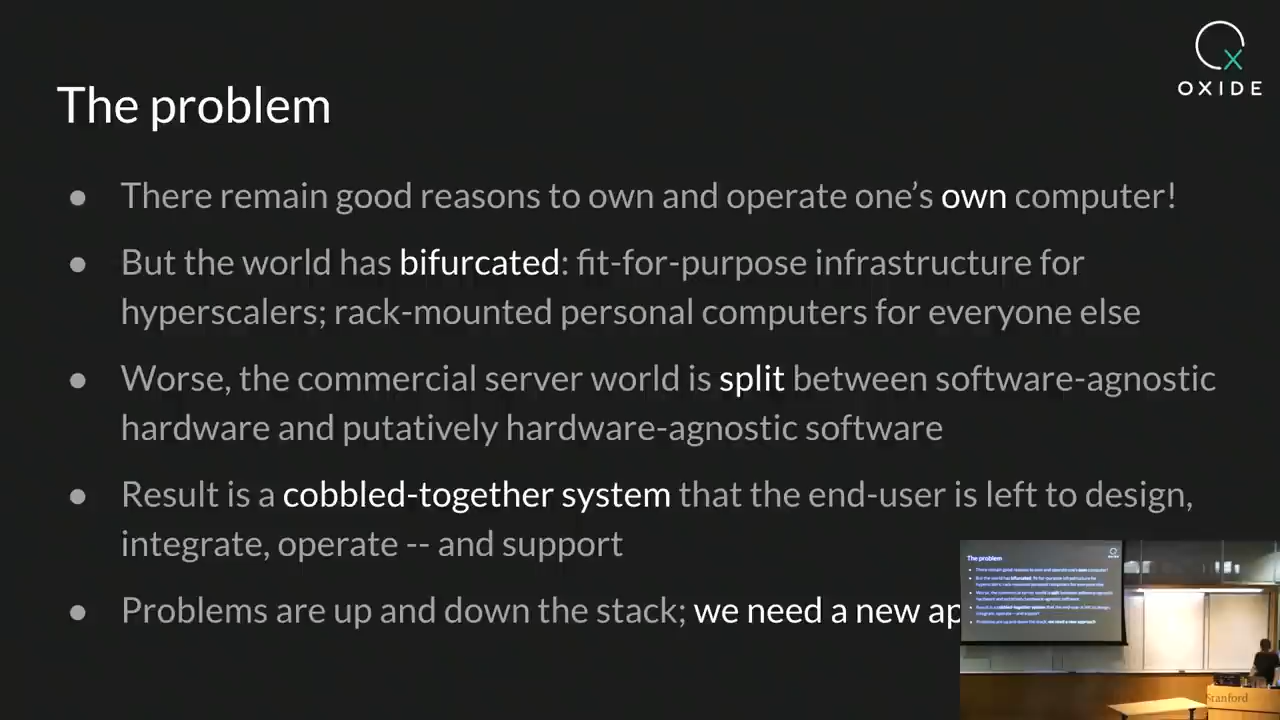 OXIDE
The problem
● There remain good reasons to own and operate one’s own computer!
● But the world has bifurcated: fit-for-purpose infrastructure for
hyperscalers; rack-mounted personal computers for everyone else
● Worse, the commercial server world is split between software-agnostic
hardware and putatively hardware-agnostic software
● Result is a cobbled-together system that the end-user is left to design,
integrate, operate -- and support
● Problems are up and down the stack; we need a new ap
The problem
Stanford